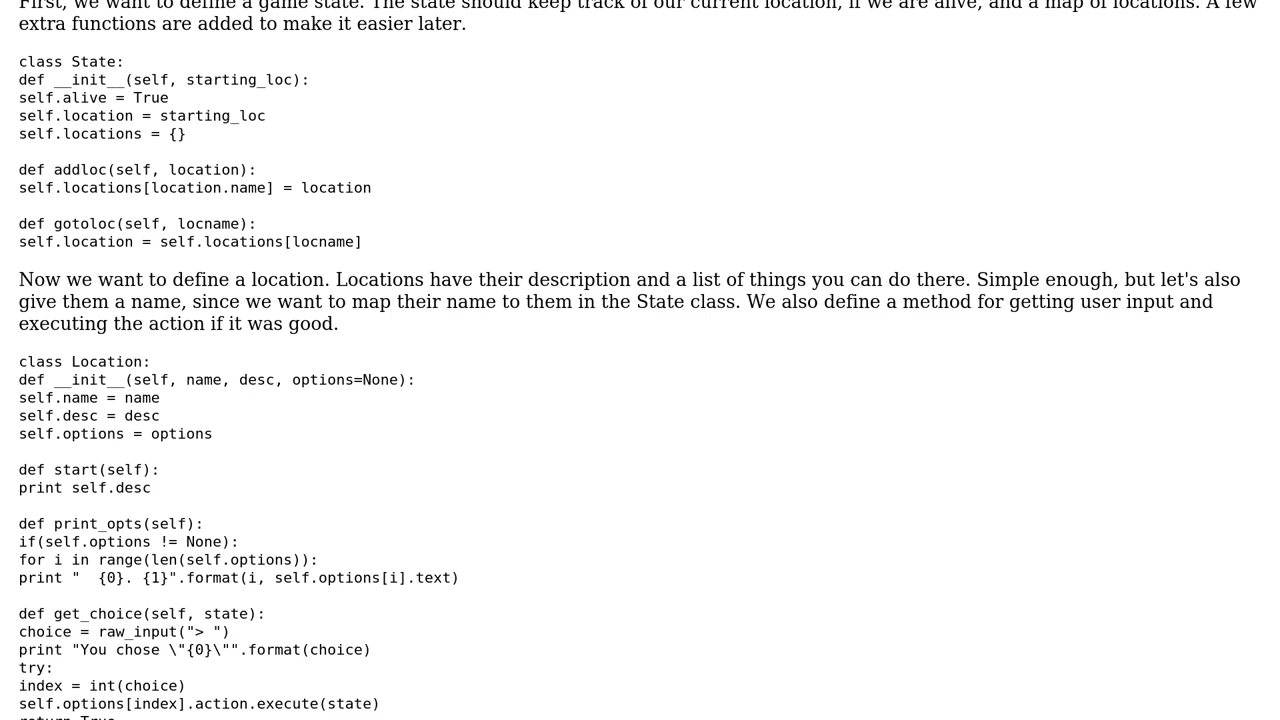 First, we want to define a game state. The state should keep track of our current location, if we are alive, and a map of locations. A few
extra functions are added to make it easier later.
class State:
def __init__(self, starting_loc):
self.alive = True
self.location = starting_loc
self.locations = {}
def addloc(self, location):
self.locations[location.name] = location
def gotoloc(self, locname):
self.location = self.locations[locname]
Now we want to define a location. Locations have their description and a list of things you can do there. Simple enough, but let's also
give them a name, since we want to map their name to them in the State class. We also define a method for getting user input and
executing the action if it was good.
class Location:
def __init__(self, name, desc, options=None):
self.name = name
self.desc = desc
self.options = options
def start(self):
print self.desc
def print_opts(self):
if(self.options != None):
for i in range(len(self.options)):
print "  {0}. {1}".format(i, self.options[i].text)
def get_choice(self, state):
choice = raw_input("> ")
print "You chose \"{0}\"".format(choice)
try:
index = int(choice)
self.options[index].action.execute(state)
return True